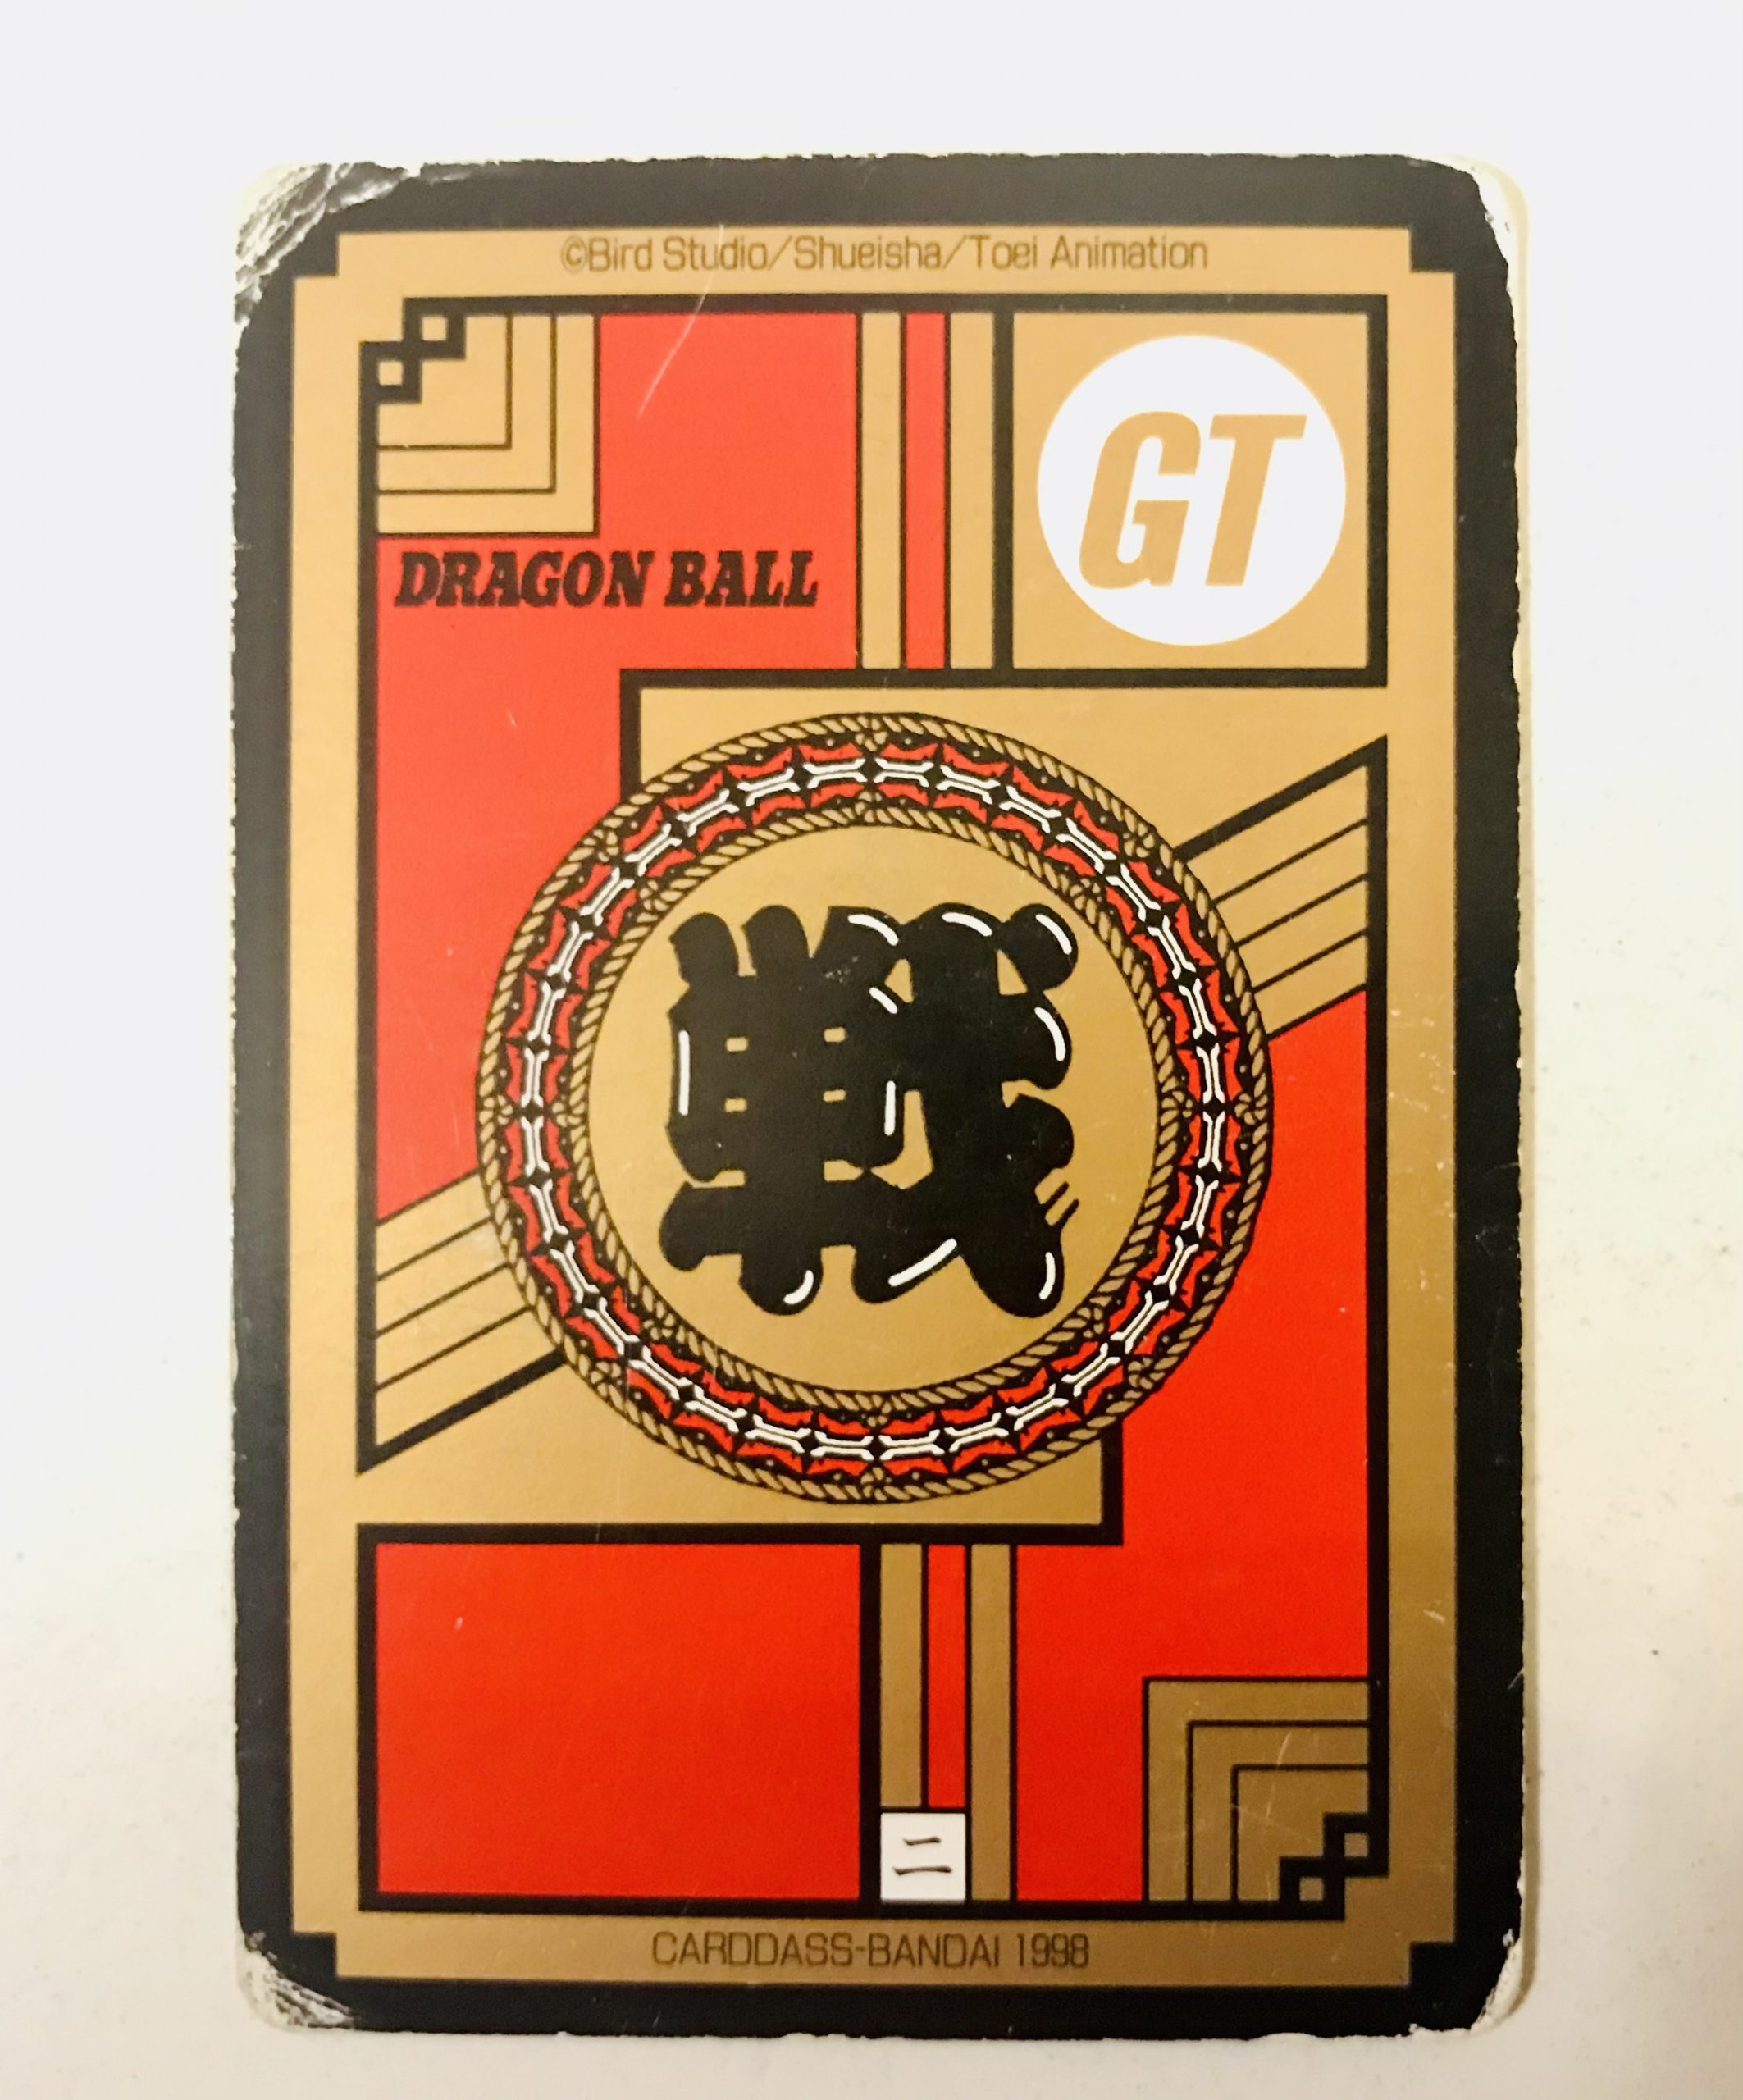 ©Bird Studio/Shueisha/Toei Animation
GT
DRAGON BALL
戦
二
CARDDASS-BANDAI 1998